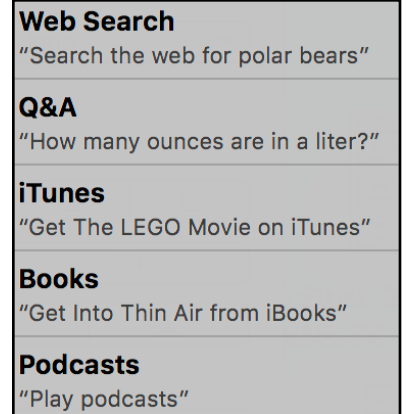 Web Search
“Search the web for polar bears”
Q&A
“How many ounces are in a liter?”
iTunes
“Get The LEGO Movie on iTunes”
Books
“Get Into Thin Air from iBooks”
Podcasts
“Play podcasts”